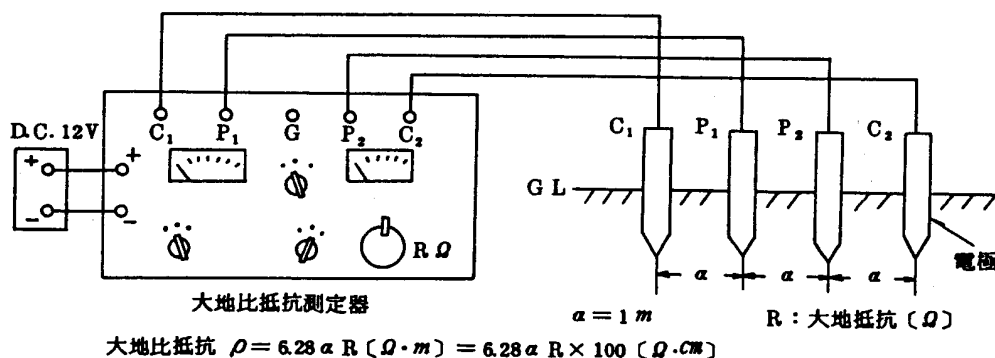 C₁ P₁ G P₂ C₂
D.C. 12V
+ +
− −
R Ω
大地比抵抗測定器
C₁ P₁ P₂ C₂
GL
電極
a a a
a = 1 m
R：大地抵抗〔Ω〕
大地比抵抗 ρ = 6.28 a R〔Ω·m〕= 6.28 a R × 100〔Ω·cm〕